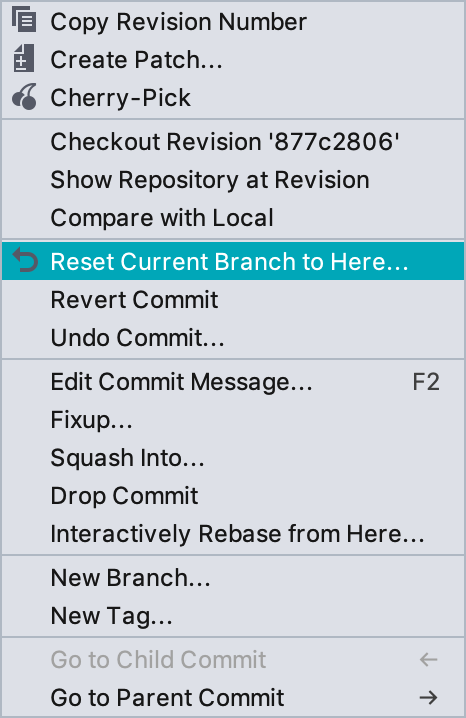 Copy Revision Number
Create Patch...
Cherry-Pick
Checkout Revision '877c2806'
Show Repository at Revision
Compare with Local
Reset Current Branch to Here...
Revert Commit
Undo Commit...
Edit Commit Message... F2
Fixup...
Squash Into...
Drop Commit
Interactively Rebase from Here...
New Branch...
New Tag...
Go to Child Commit ←
Go to Parent Commit →